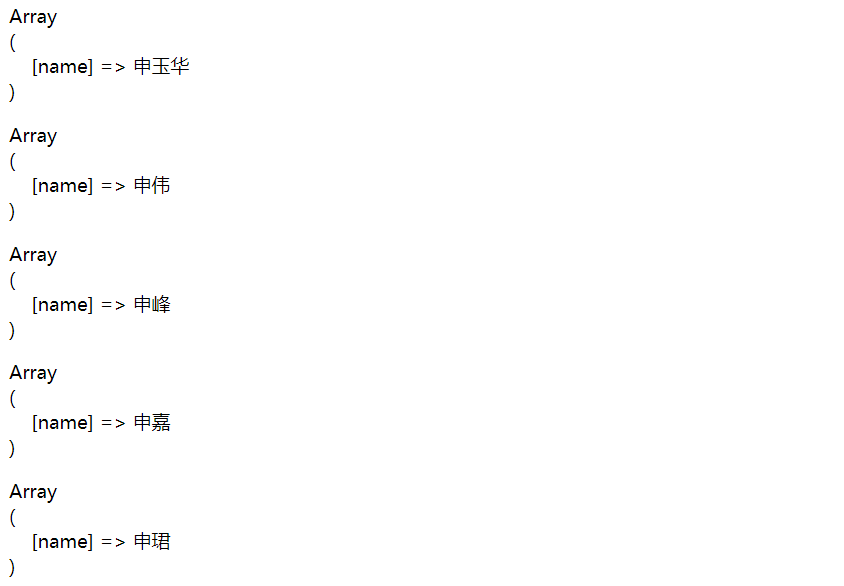 Array
(
    [name] => 申玉华
)
Array
(
    [name] => 申伟
)
Array
(
    [name] => 申峰
)
Array
(
    [name] => 申嘉
)
Array
(
    [name] => 申珺
)